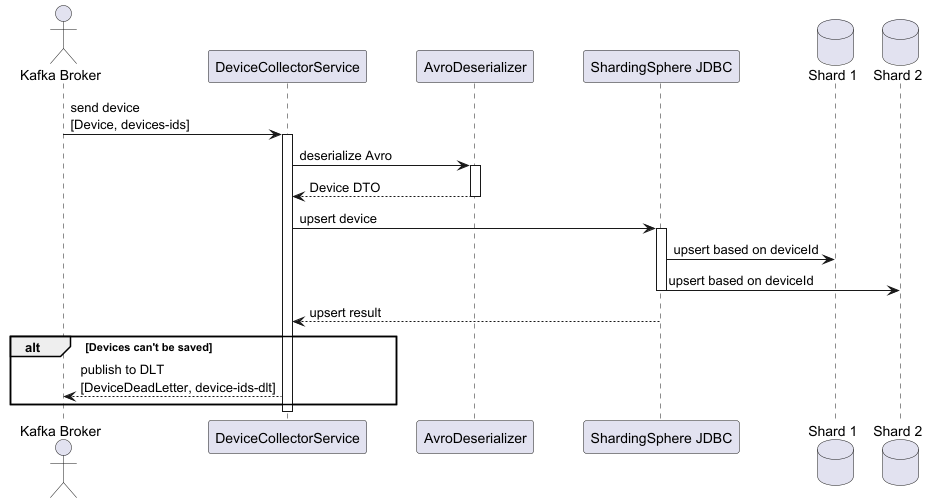 Kafka Broker
DeviceCollectorService
AvroDeserializer
ShardingSphere JDBC
Shard 1
Shard 2
send device
[Device, devices-ids]
deserialize Avro
Device DTO
upsert device
upsert based on deviceId
upsert based on deviceId
upsert result
alt
[Devices can't be saved]
publish to DLT
[DeviceDeadLetter, device-ids-dlt]
Kafka Broker
DeviceCollectorService
AvroDeserializer
ShardingSphere JDBC
Shard 1
Shard 2